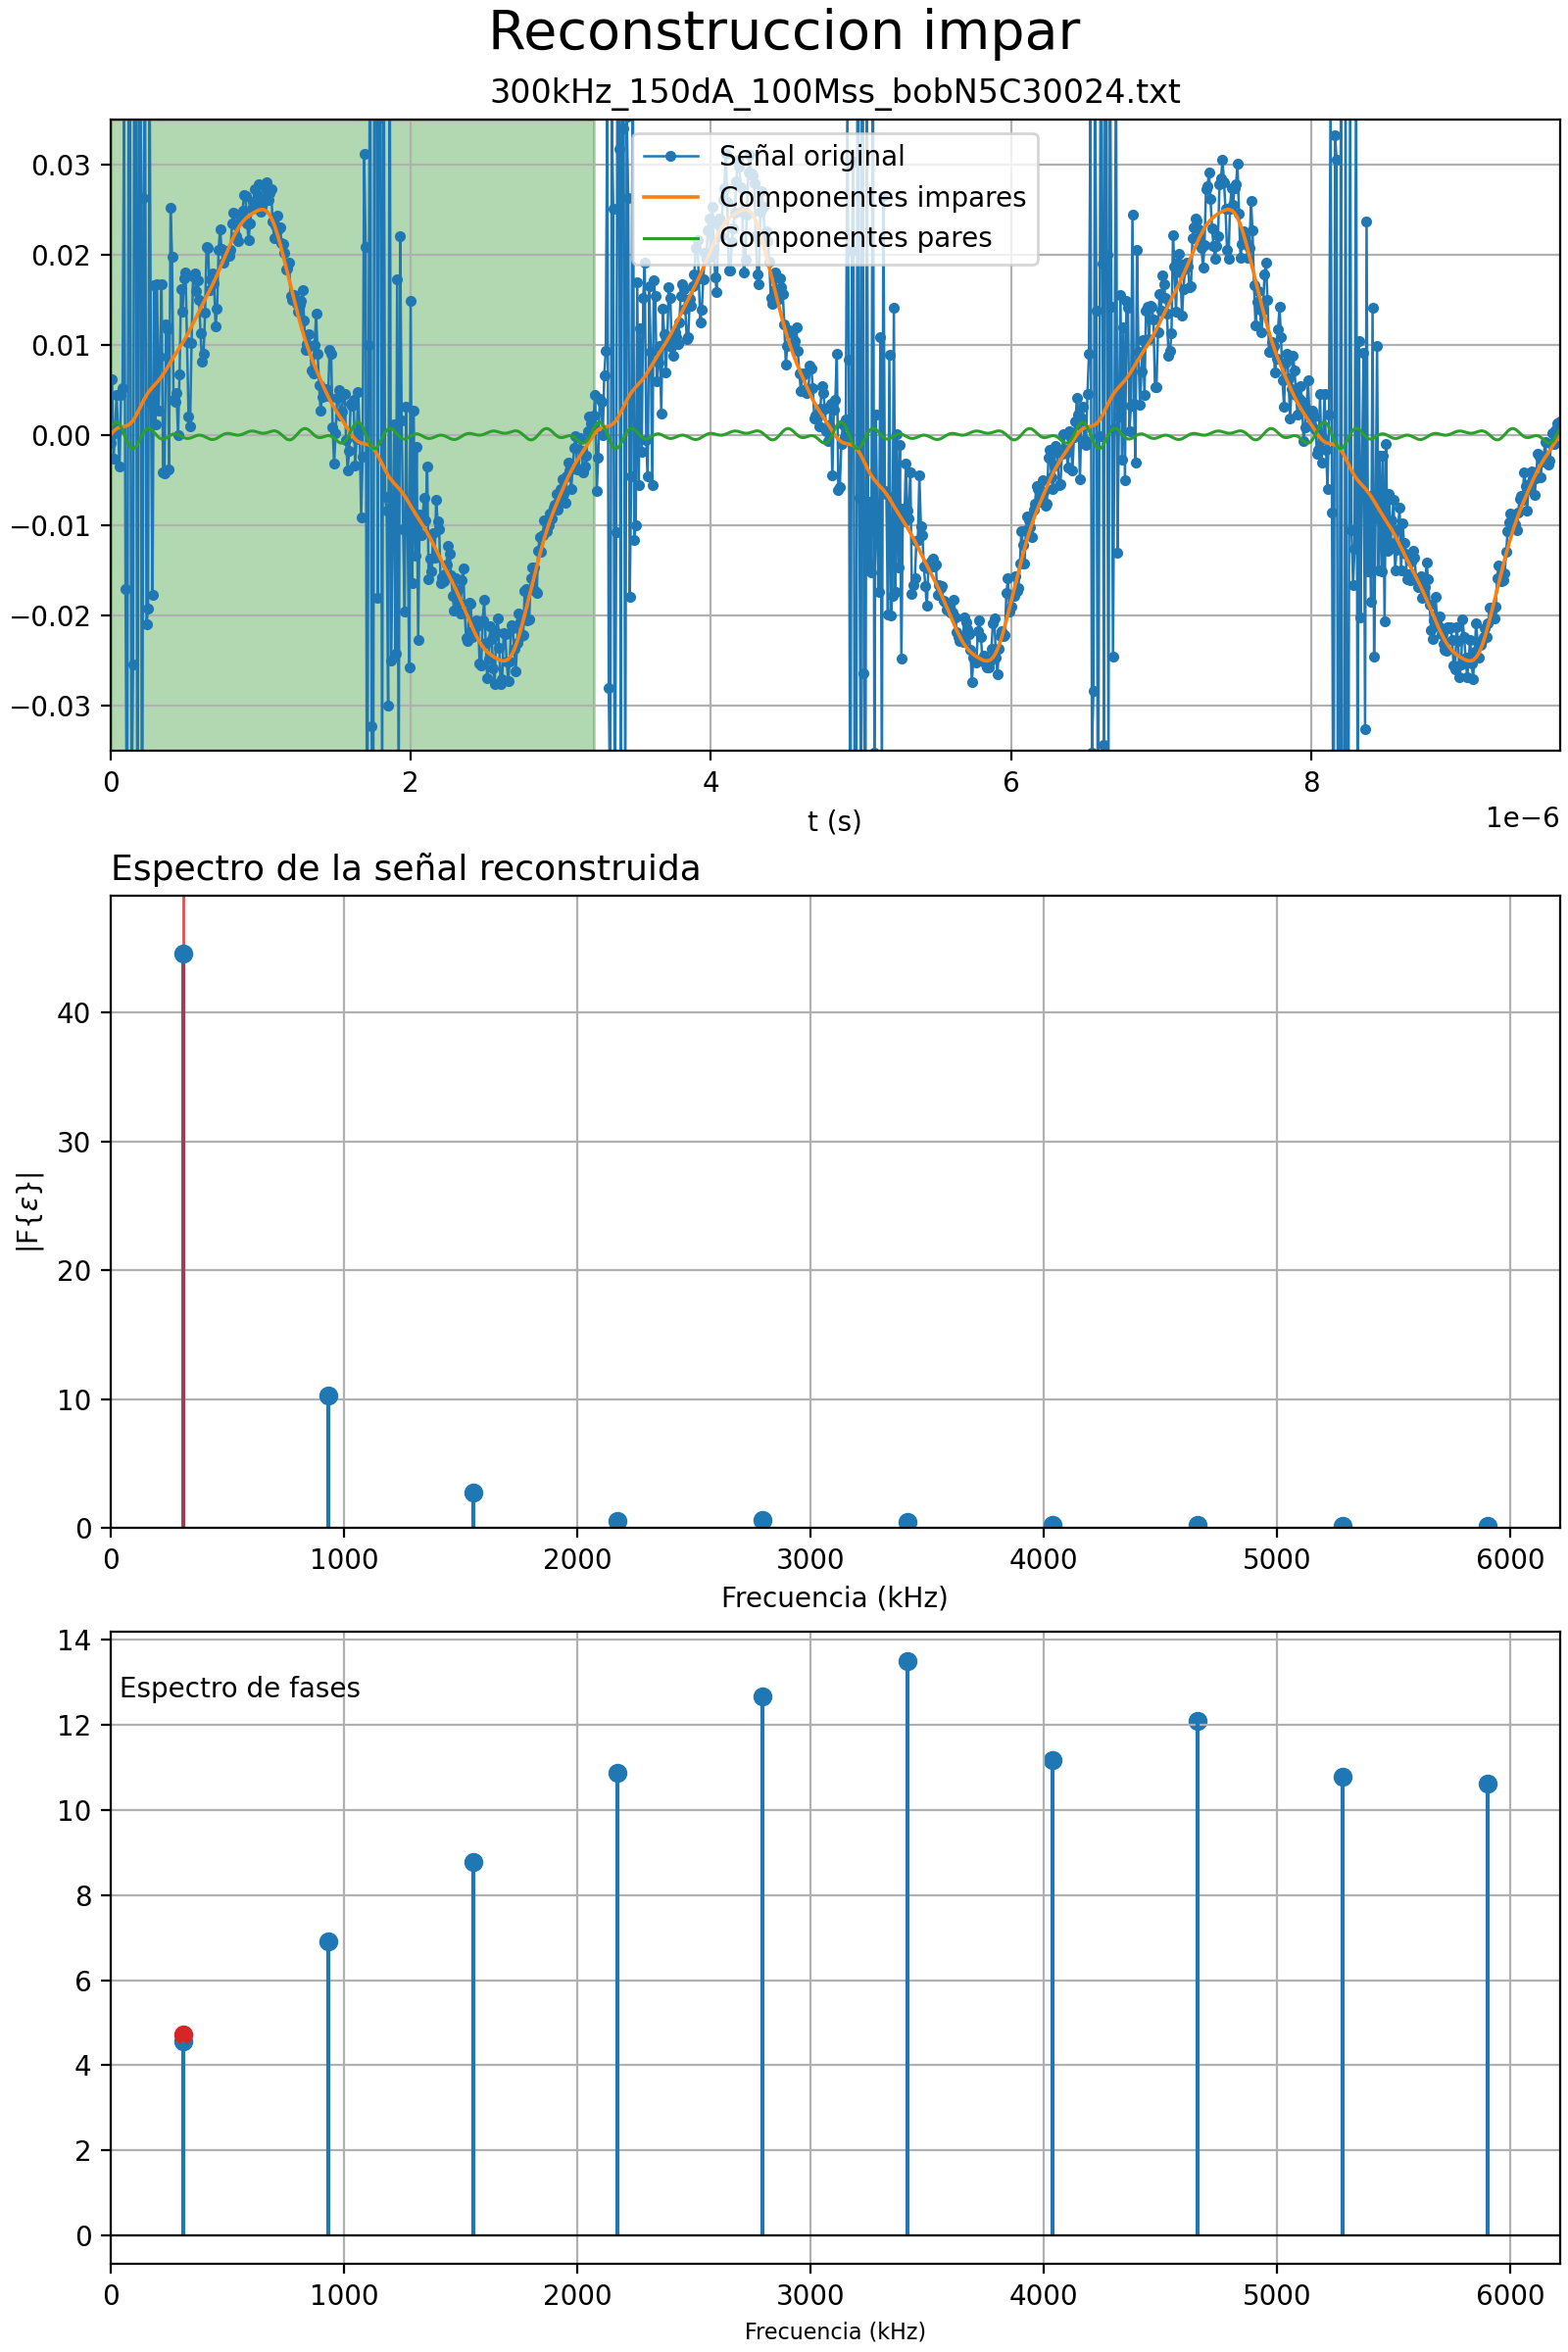 Reconstruccion impar
300kHz_150dA_100Mss_bobN5C30024.txt
0.03
0.02
0.01
0.00
−0.01
−0.02
−0.03
Señal original
Componentes impares
Componentes pares
0 2 4 6 8
1e−6
t (s)
Espectro de la señal reconstruida
40
30
20
10
0
|F{ε}|
0 1000 2000 3000 4000 5000 6000
Frecuencia (kHz)
14
12
10
8
6
4
2
0
Espectro de fases
0 1000 2000 3000 4000 5000 6000
Frecuencia (kHz)